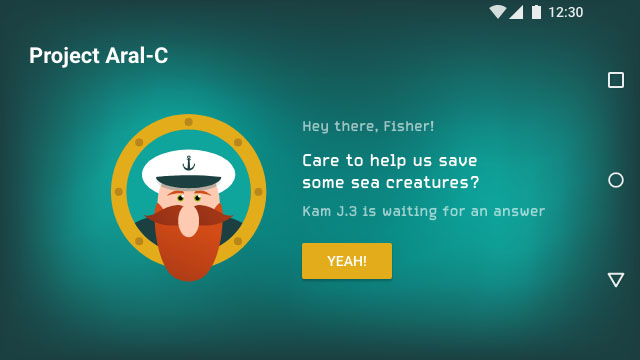 12:30
Project Aral-C
Hey there, Fisher!
Care to help us save
some sea creatures?
Kam J.3 is waiting for an answer
YEAH!